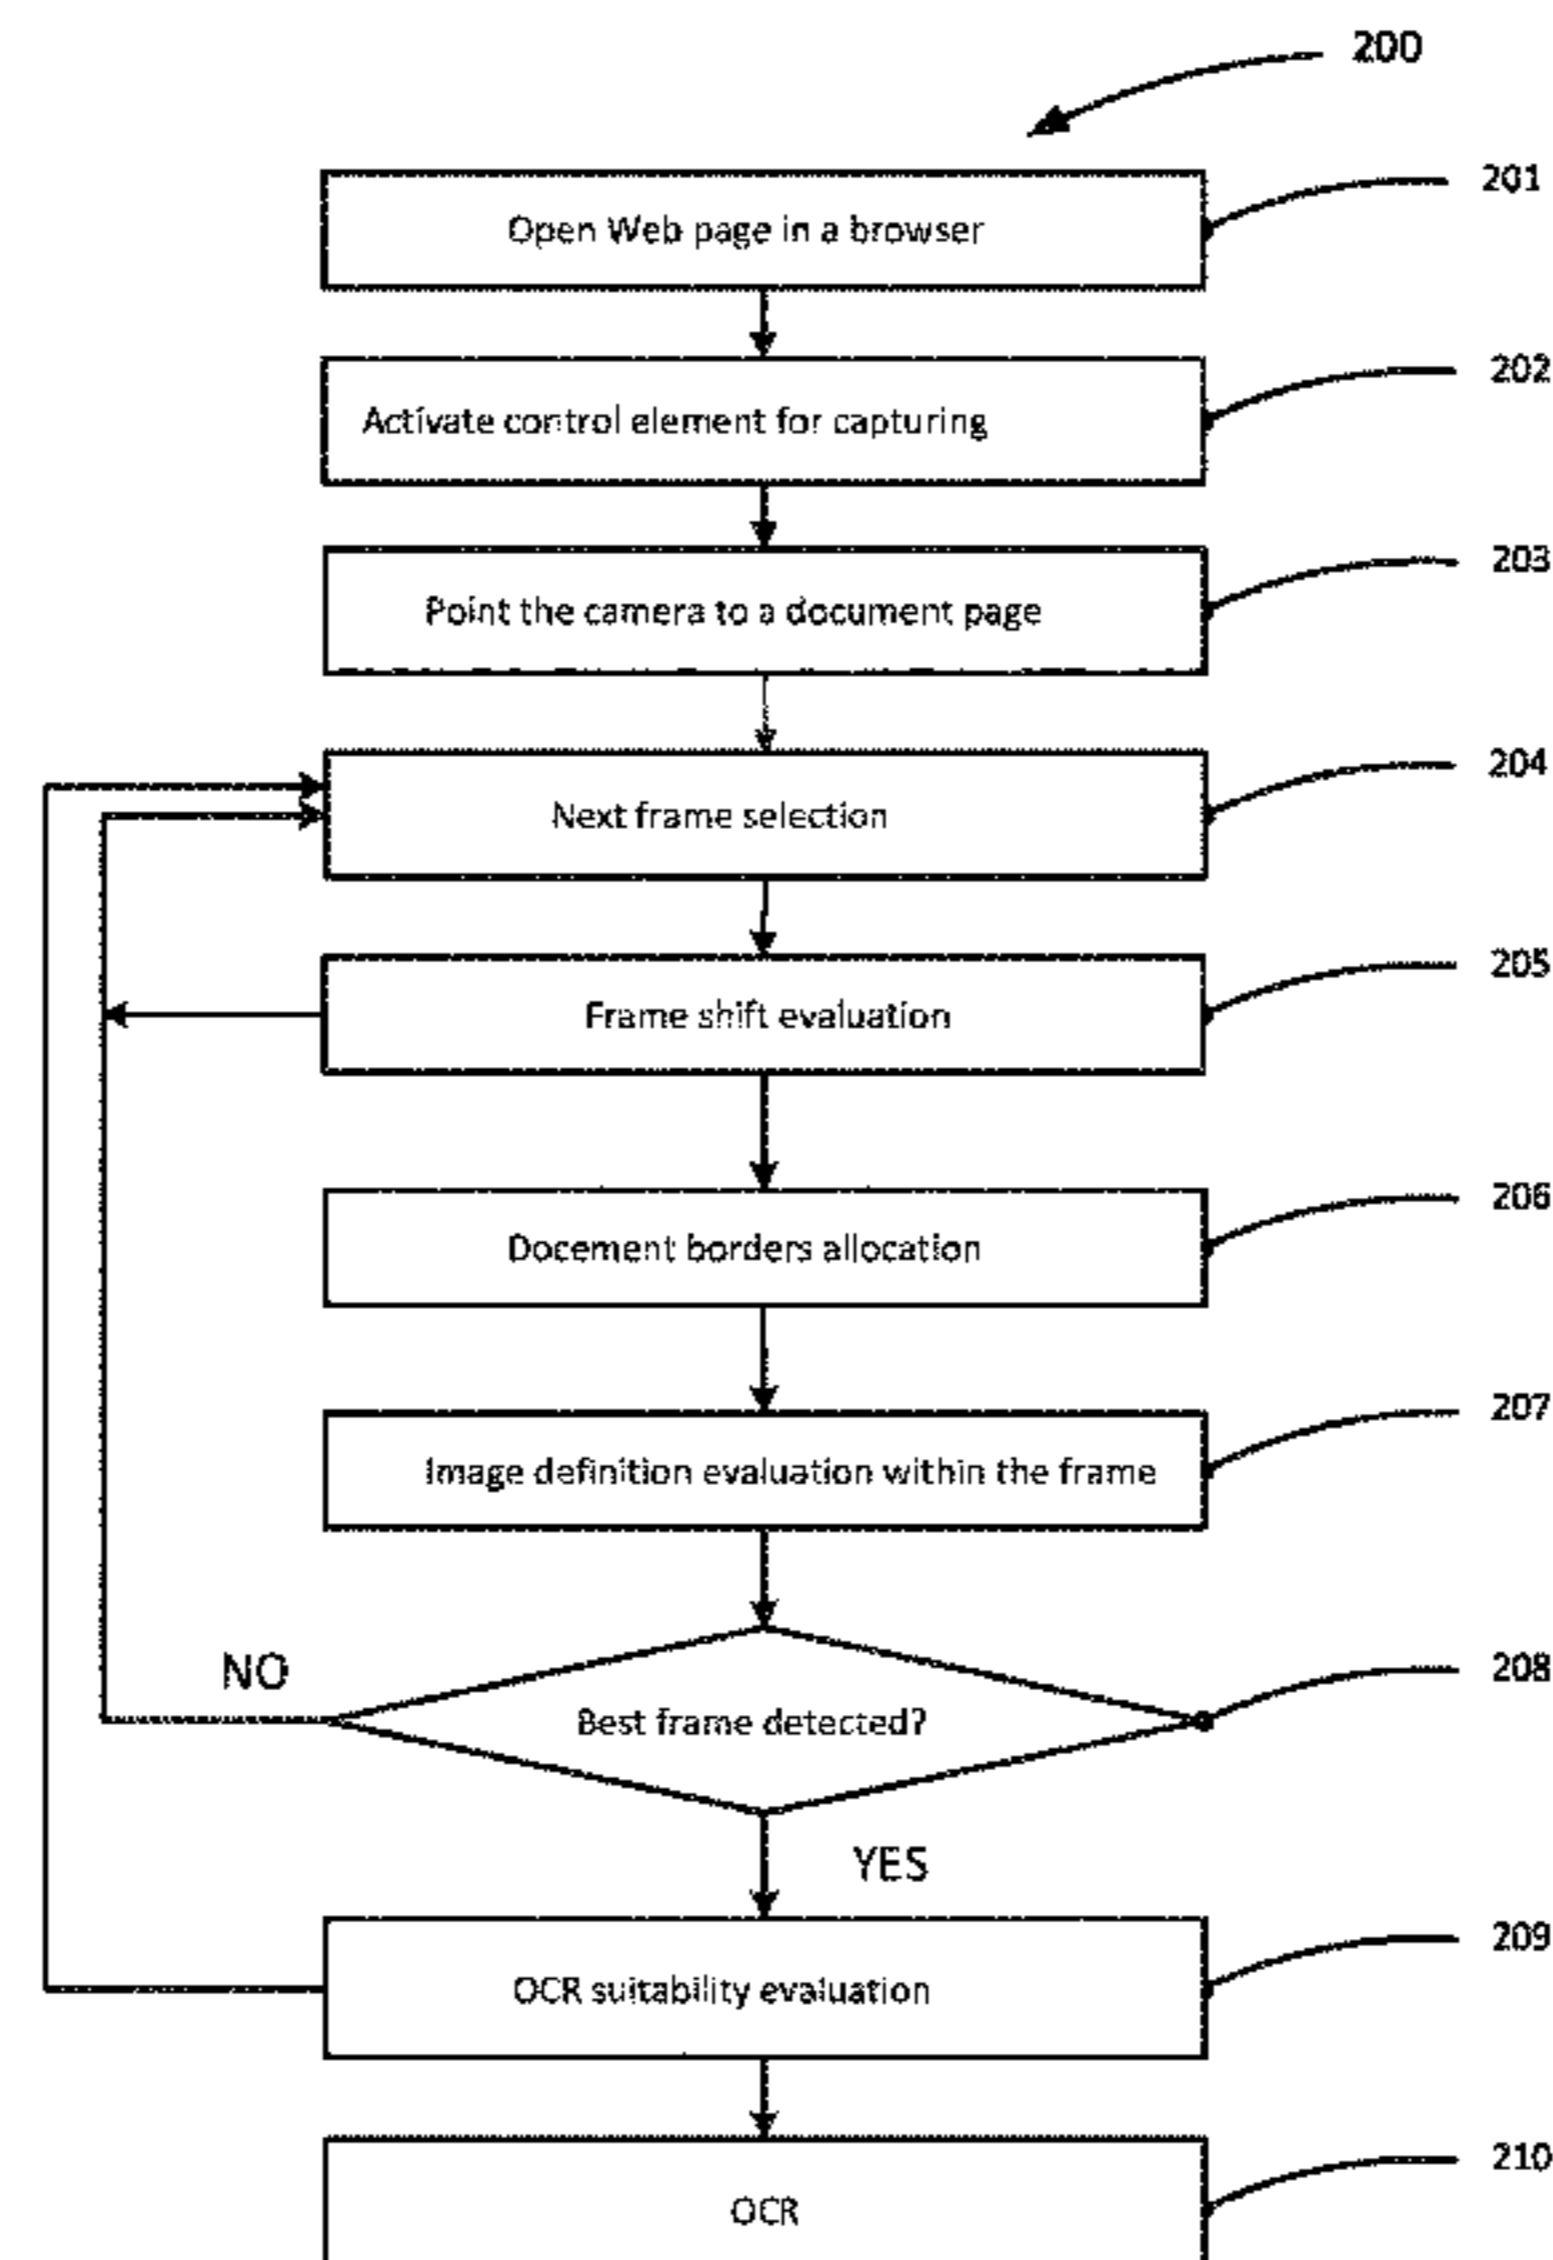 200
Open Web page in a browser
201
Activate control element for capturing
202
Point the camera to a document page
203
Next frame selection
204
Frame shift evaluation
205
Docement borders allocation
206
Image definition evaluation within the frame
207
NO
Best frame detected?
208
YES
OCR suitability evaluation
209
OCR
210